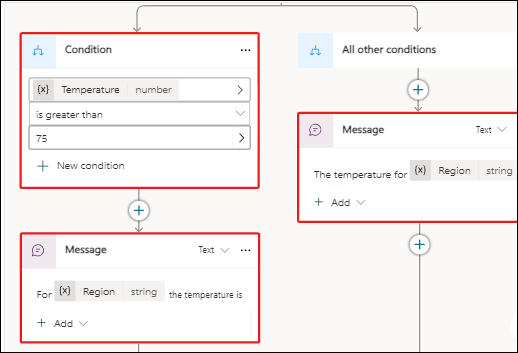 Condition ...
{x} Temperature number
is greater than
75
+ New condition
Message Text ...
For {x} Region string the temperature is
+ Add
All other conditions
Message Text
The temperature for {x} Region string
+ Add